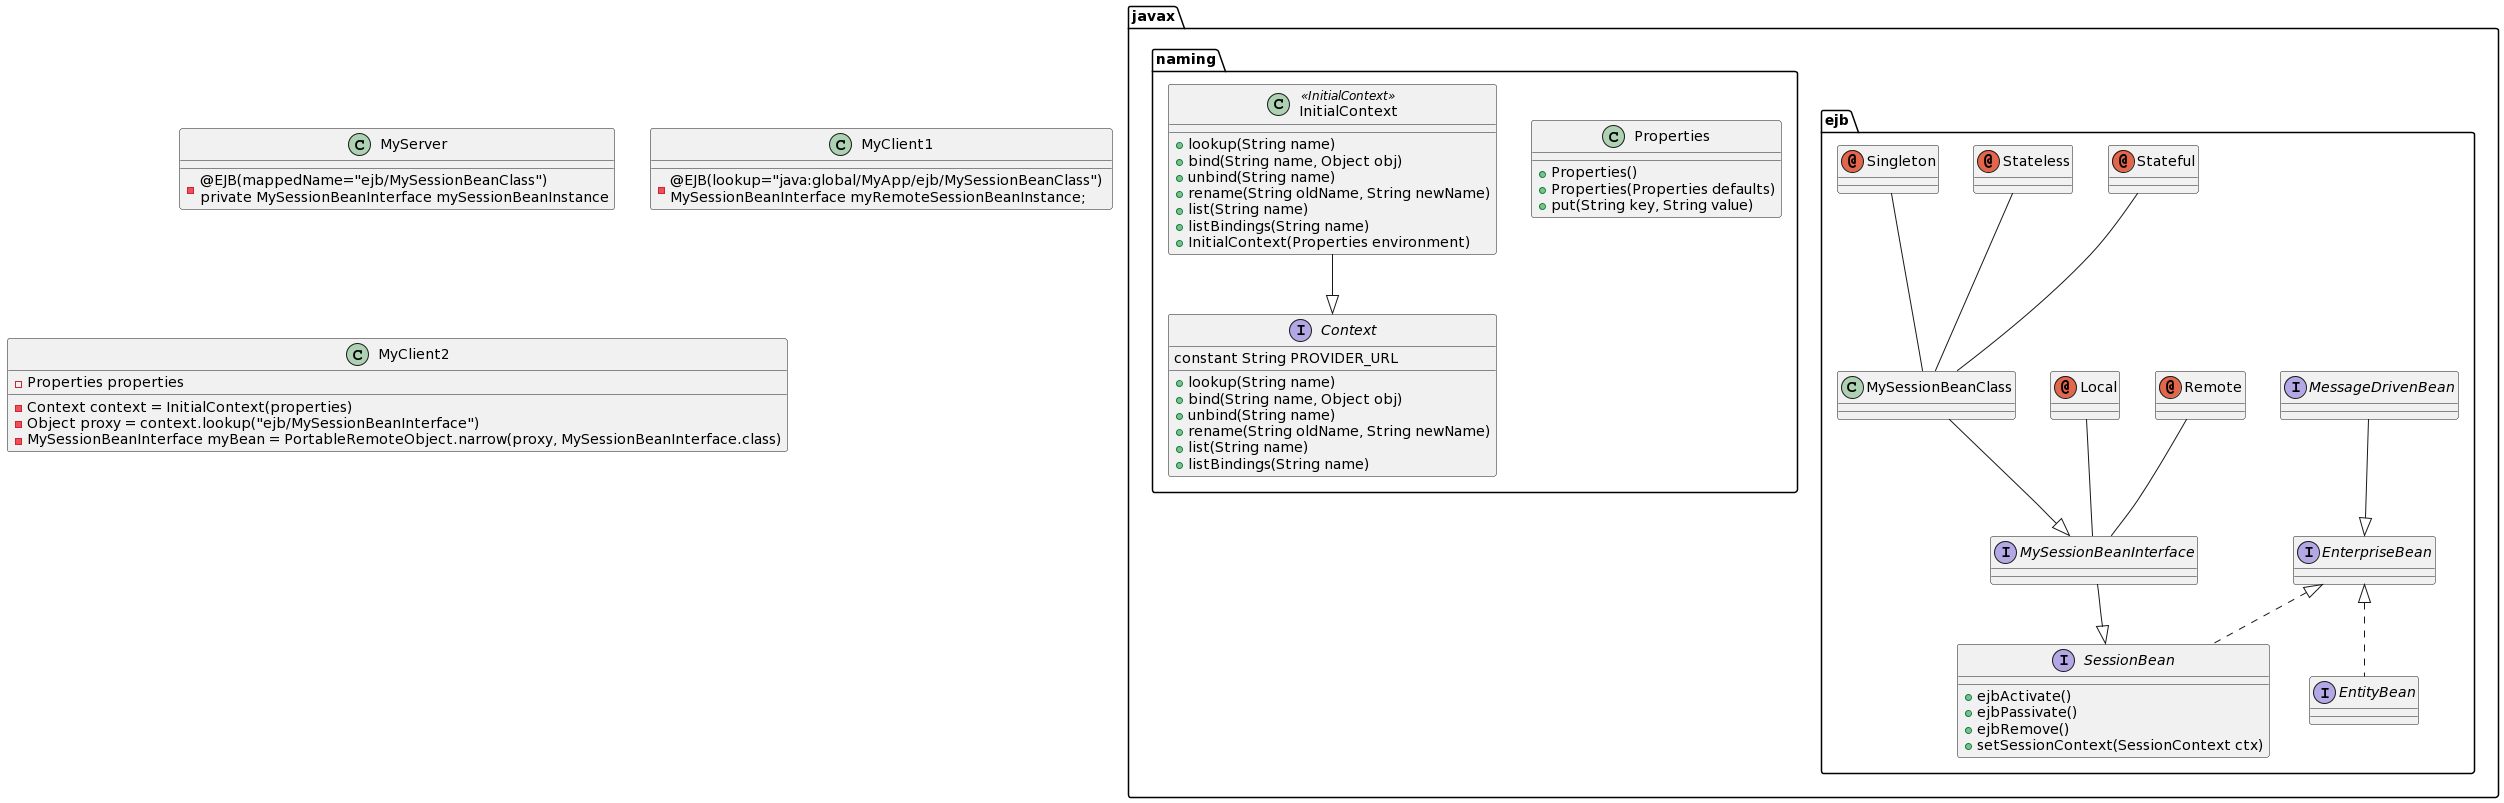 MyServer
@EJB(mappedName="ejb/MySessionBeanClass")
private MySessionBeanInterface mySessionBeanInstance
MyClient1
@EJB(lookup="java:global/MyApp/ejb/MySessionBeanClass")
MySessionBeanInterface myRemoteSessionBeanInstance;
MyClient2
Properties properties
Context context = InitialContext(properties)
Object proxy = context.lookup("ejb/MySessionBeanInterface")
MySessionBeanInterface myBean = PortableRemoteObject.narrow(proxy, MySessionBeanInterface.class)
javax
naming
C «InitialContext»
InitialContext
lookup(String name)
bind(String name, Object obj)
unbind(String name)
rename(String oldName, String newName)
list(String name)
listBindings(String name)
InitialContext(Properties environment)
Properties
Properties()
Properties(Properties defaults)
put(String key, String value)
Context
constant String PROVIDER_URL
lookup(String name)
bind(String name, Object obj)
unbind(String name)
rename(String oldName, String newName)
list(String name)
listBindings(String name)
ejb
@ Singleton
@ Stateless
@ Stateful
MySessionBeanClass
@ Local
@ Remote
MessageDrivenBean
MySessionBeanInterface
EnterpriseBean
SessionBean
ejbActivate()
ejbPassivate()
ejbRemove()
setSessionContext(SessionContext ctx)
EntityBean